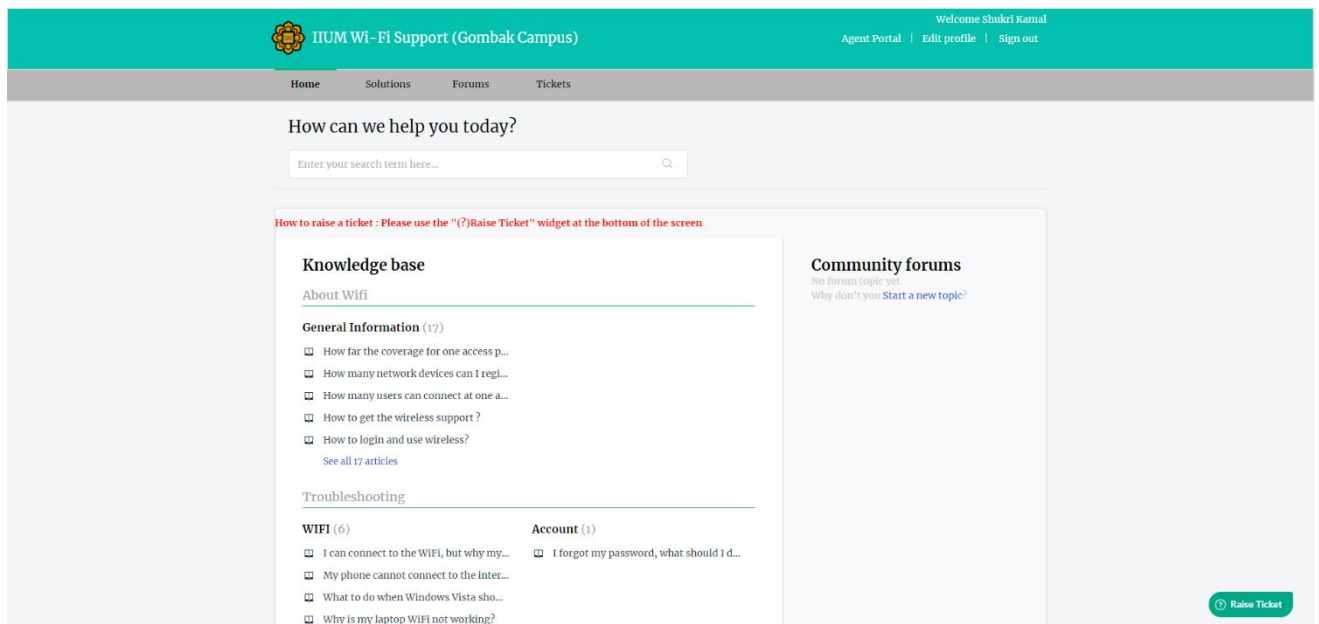 IIUM Wi-Fi Support (Gombak Campus)
Welcome Shukri Kamal
Agent Portal | Edit profile | Sign out
Home Solutions Forums Tickets
How can we help you today?
Enter your search term here...
How to raise a ticket : Please use the "(?)Raise Ticket" widget at the bottom of the screen
Knowledge base
About Wifi
General Information (17)
How far the coverage for one access p...
How many network devices can I regi...
How many users can connect at one a...
How to get the wireless support ?
How to login and use wireless?
See all 17 articles
Troubleshooting
WIFI (6)
I can connect to the WiFi, but why my...
My phone cannot connect to the inter...
What to do when Windows Vista sho...
Why is my laptop WiFi not working?
Account (1)
I forgot my password, what should I d...
Community forums
No forum topic yet
Why don't you Start a new topic?
Raise Ticket